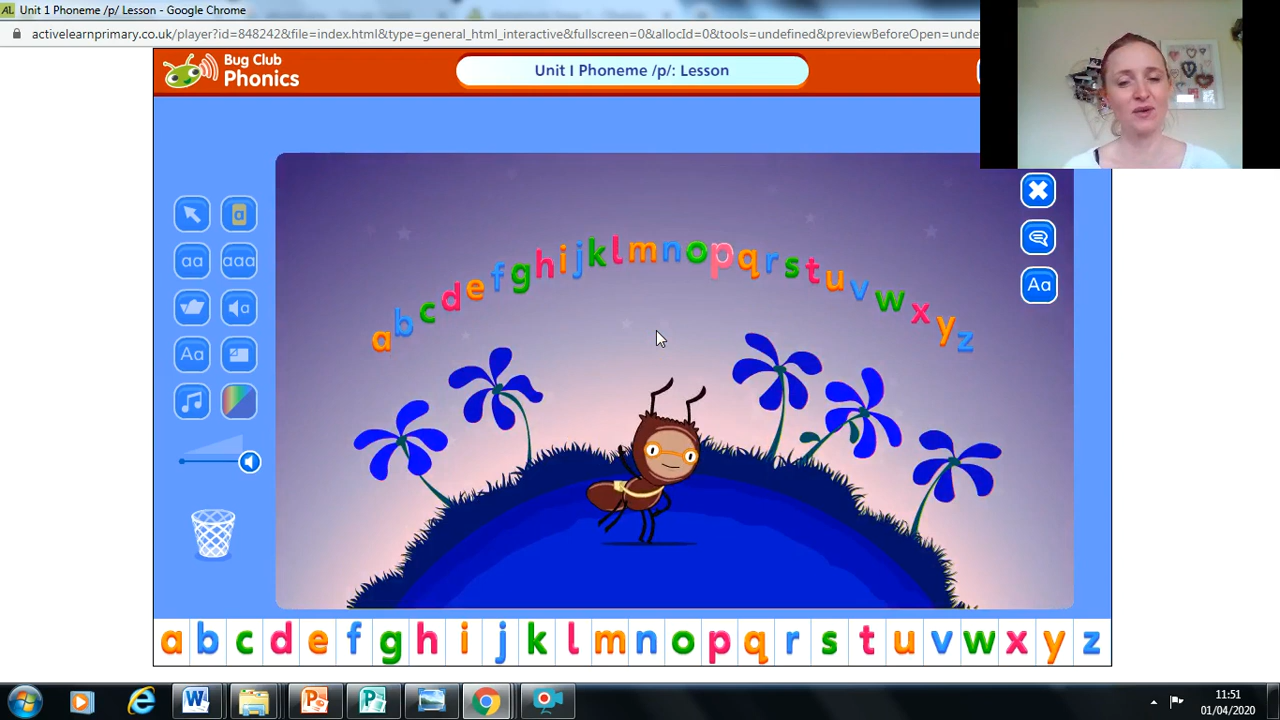 AL Unit 1 Phoneme /p/ Lesson - Google Chrome
activelearnprimary.co.uk/player?id=848242&file=index.html&type=general_html_interactive&fullscreen=0&allocId=0&tools=undefined&previewBeforeOpen=unde
Bug Club
Phonics
Unit 1 Phoneme /p/: Lesson
a b c d e f g h i j k l m n o p q r s t u v w x y z
a
aa aaa
a
Aa
Aa
a b c d e f g h i j k l m n o p q r s t u v w x y z
11:51
01/04/2020